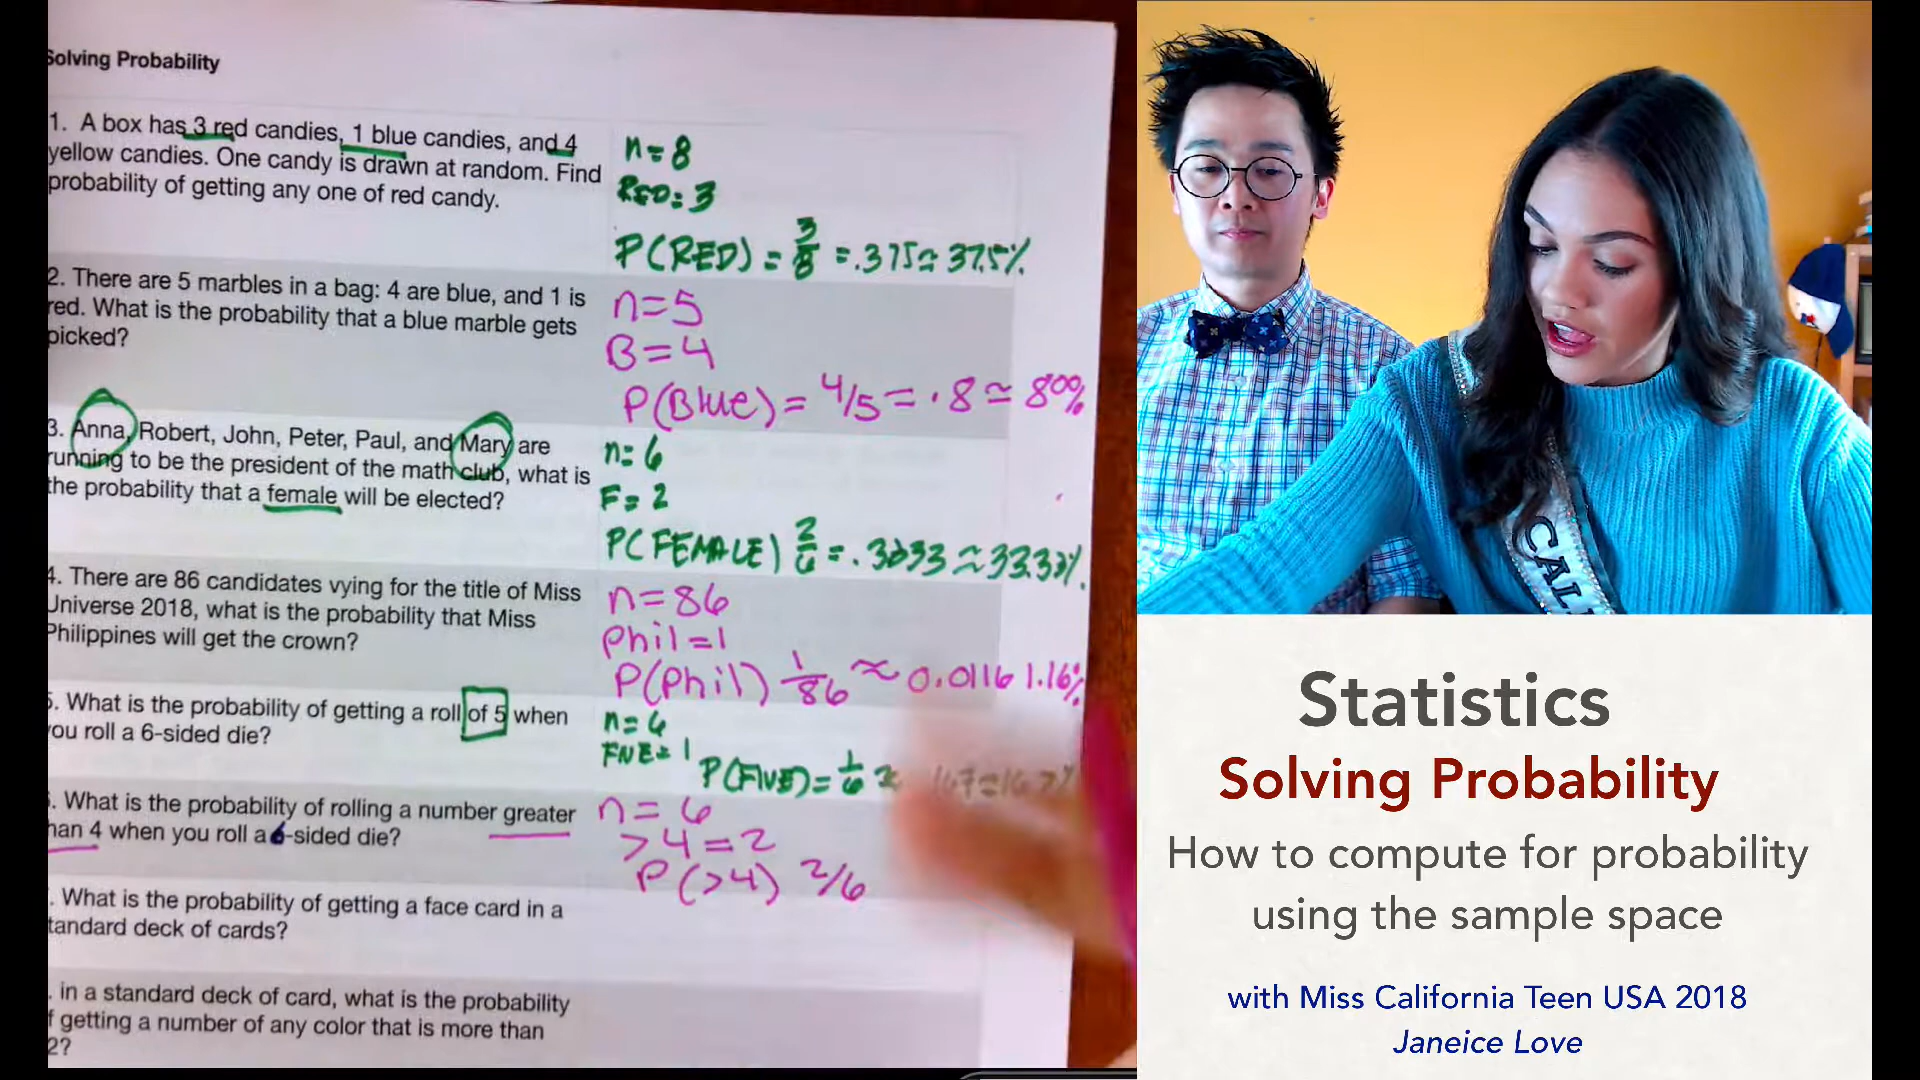 Solving Probability
1. A box has 3 red candies, 1 blue candies, and 4
yellow candies. One candy is drawn at random. Find
probability of getting any one of red candy.
n=8
RED=3
P(RED) = 3/8 = .375 ≈ 37.5%
2. There are 5 marbles in a bag: 4 are blue, and 1 is
red. What is the probability that a blue marble gets
picked?
n=5
B=4
P(Blue) = 4/5 = .8 ≈ 80%
3. Anna, Robert, John, Peter, Paul, and Mary are
running to be the president of the math club, what is
the probability that a female will be elected?
n=6
F=2
P(FEMALE) 2/6 = .3333 ≈ 33.33%
4. There are 86 candidates vying for the title of Miss
Universe 2018, what is the probability that Miss
Philippines will get the crown?
n=86
Phil=1
P(Phil) 1/86 ≈ 0.0116 1.16%
5. What is the probability of getting a roll of 5 when
you roll a 6-sided die?
n=6
FIVE=1
P(FIVE)= 1/6 ≈
. What is the probability of rolling a number greater
than 4 when you roll a 6-sided die?
n=6
>4=2
P(>4) 2/6
. What is the probability of getting a face card in a
standard deck of cards?
. in a standard deck of card, what is the probability
of getting a number of any color that is more than
2?
CAL
Statistics
Solving Probability
How to compute for probability
using the sample space
with Miss California Teen USA 2018
Janeice Love